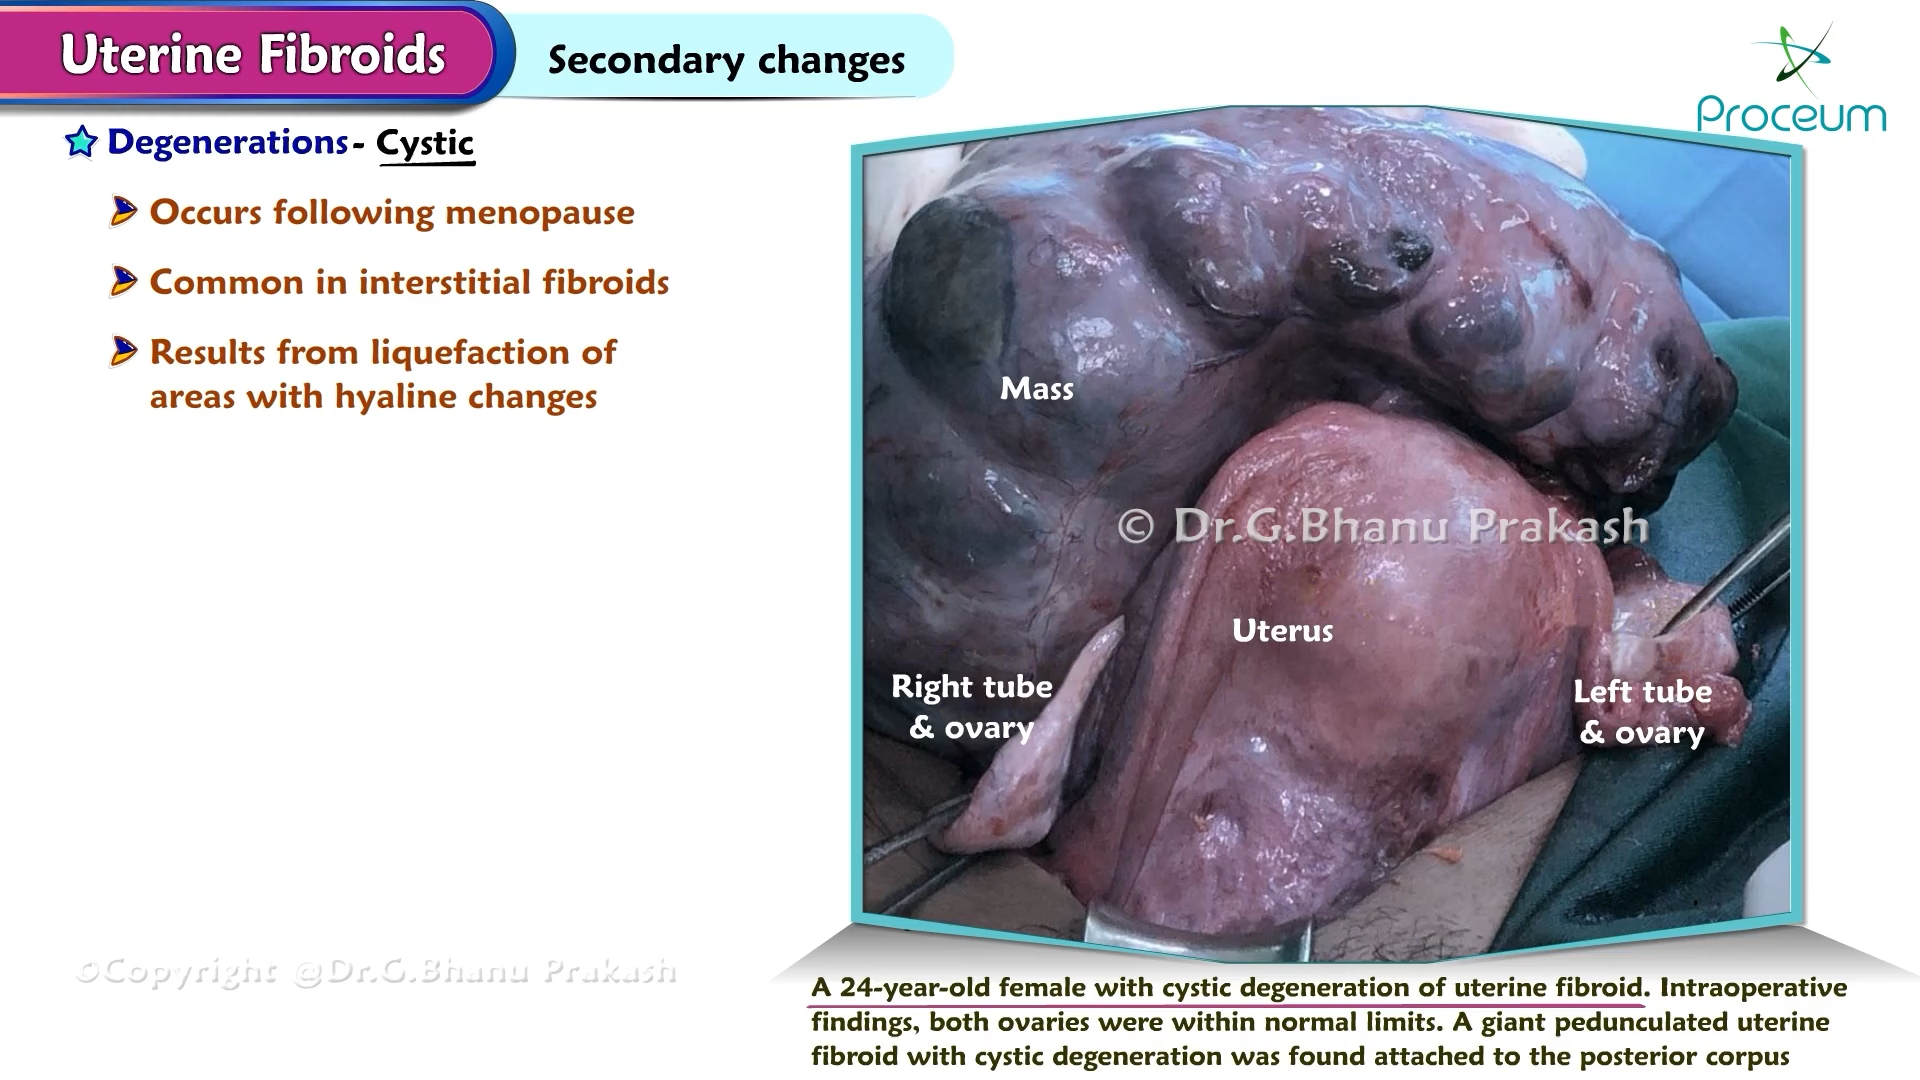 Uterine Fibroids
Secondary changes
Proceum
Degenerations - Cystic
Occurs following menopause
Common in interstitial fibroids
Results from liquefaction of
areas with hyaline changes
Mass
© Dr.G.Bhanu Prakash
Uterus
Right tube
& ovary
Left tube
& ovary
©Copyright @Dr.G.Bhanu Prakash
A 24-year-old female with cystic degeneration of uterine fibroid. Intraoperative
findings, both ovaries were within normal limits. A giant pedunculated uterine
fibroid with cystic degeneration was found attached to the posterior corpus